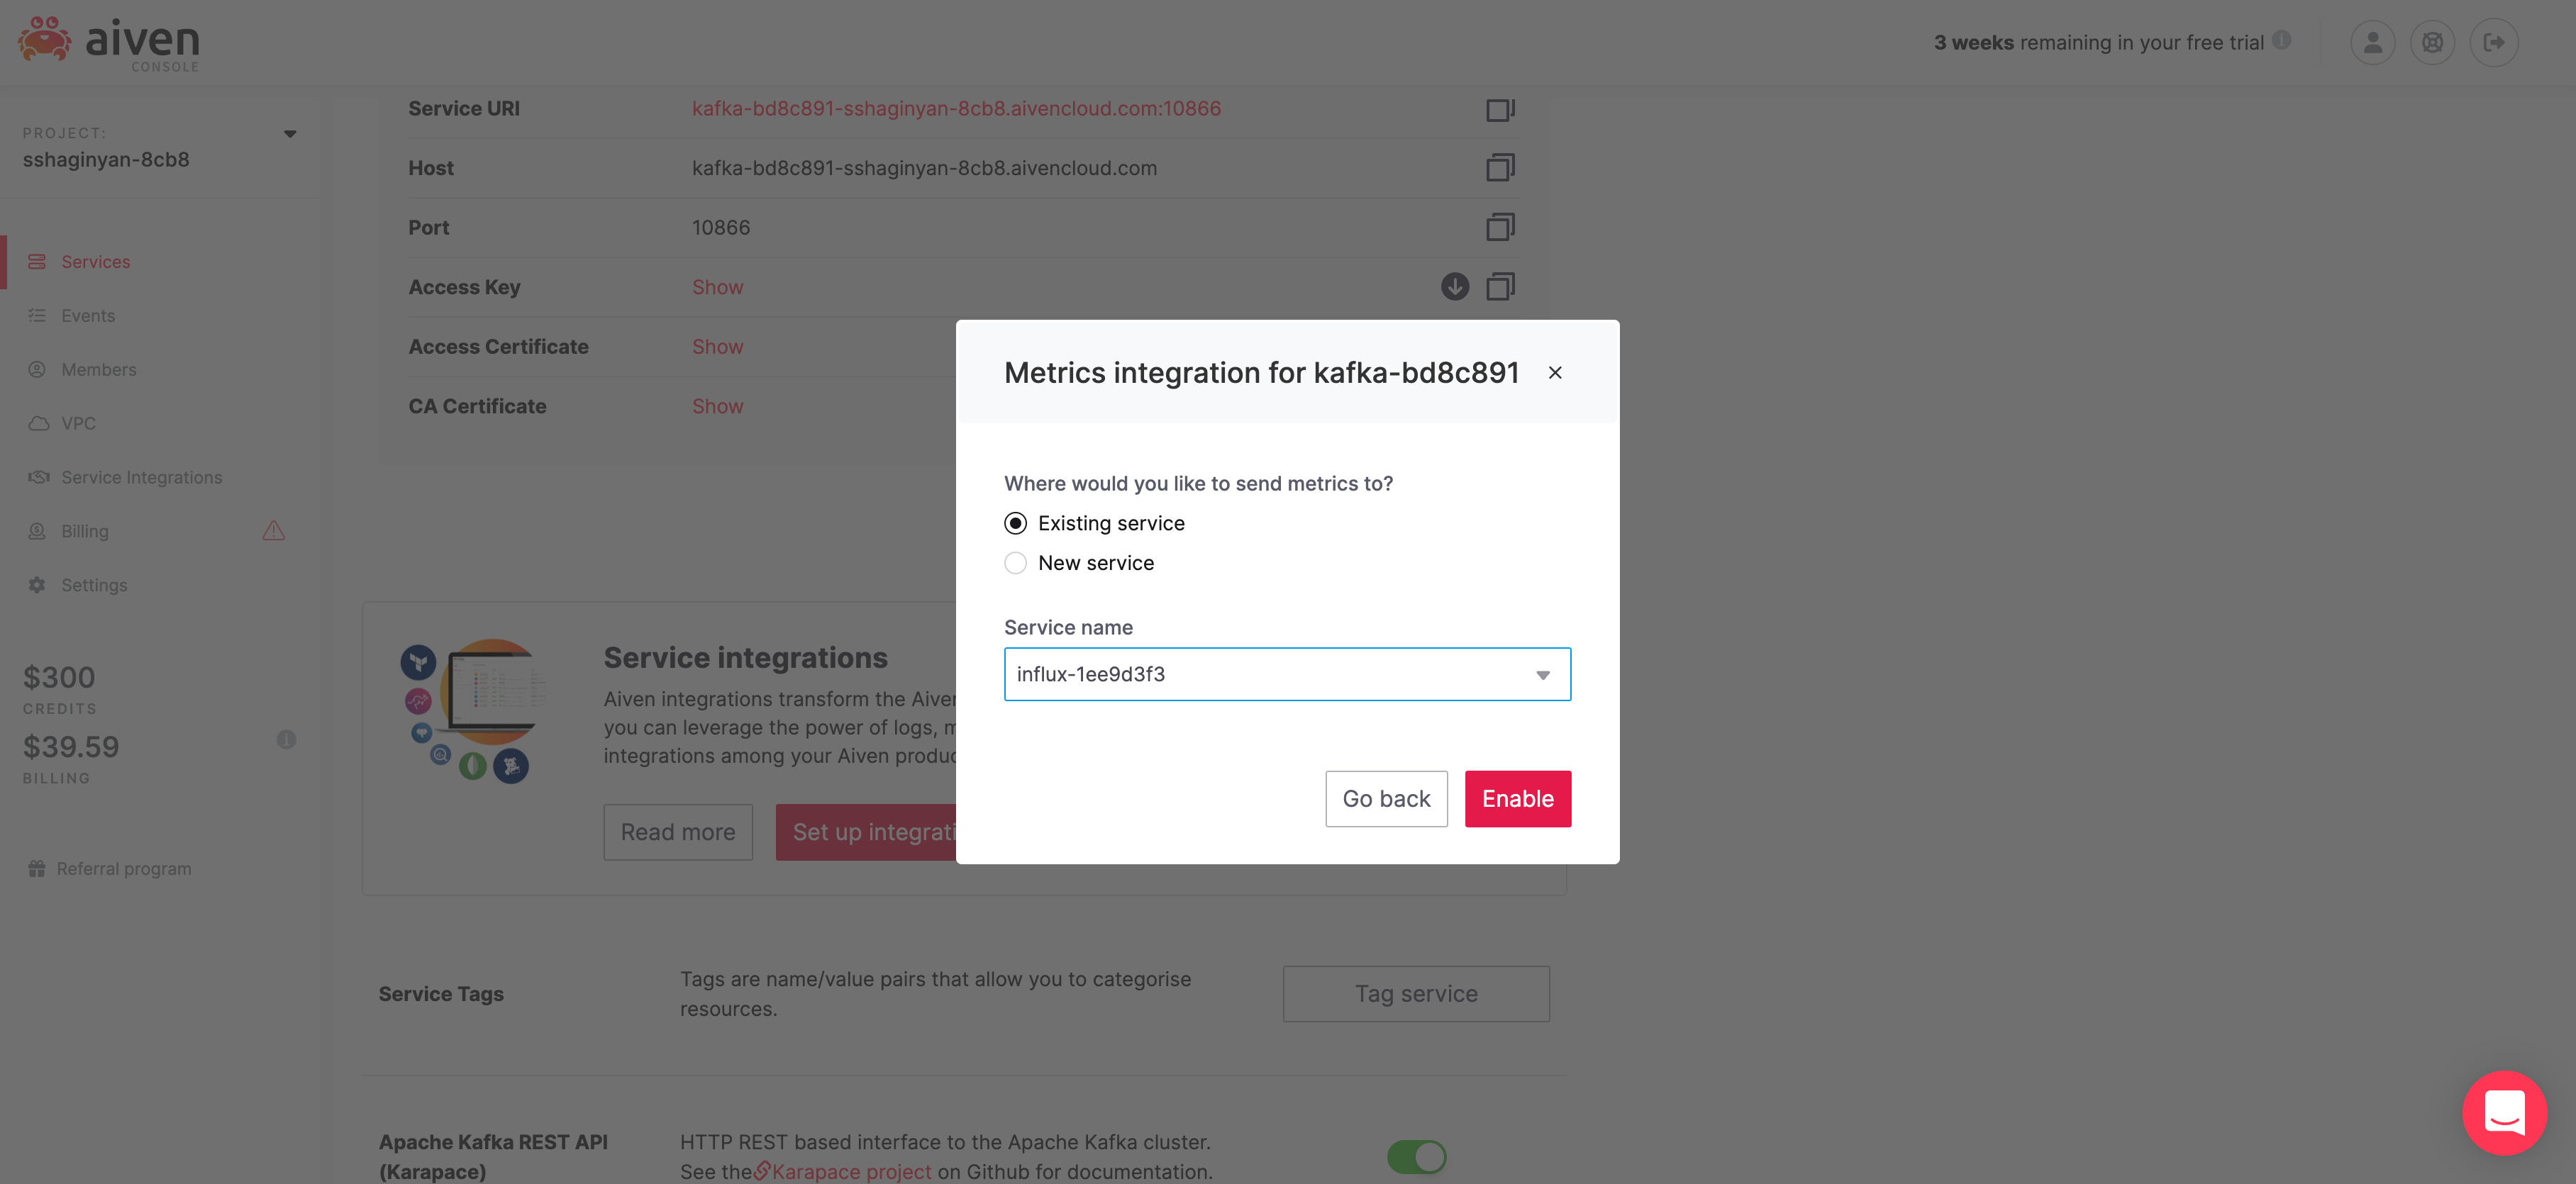 aiven
CONSOLE
3 weeks remaining in your free trial
PROJECT:
sshaginyan-8cb8
Services
Events
Members
VPC
Service Integrations
Billing
Settings
$300
CREDITS
$39.59
BILLING
Referral program
Service URI
kafka-bd8c891-sshaginyan-8cb8.aivencloud.com:10866
Host
kafka-bd8c891-sshaginyan-8cb8.aivencloud.com
Port
10866
Access Key
Show
Access Certificate
Show
CA Certificate
Show
Metrics integration for kafka-bd8c891
Where would you like to send metrics to?
Existing service
New service
Service name
influx-1ee9d3f3
Go back
Enable
Service integrations
Aiven integrations transform the
you can leverage the power of logs,
integrations among your Aiven
Read more
Set up
Service Tags
Tags are name/value pairs that allow you to categorise
resources.
Tag service
Apache Kafka REST API
(Karapace)
HTTP REST based interface to the Apache Kafka cluster.
See the Karapace project on Github for documentation.